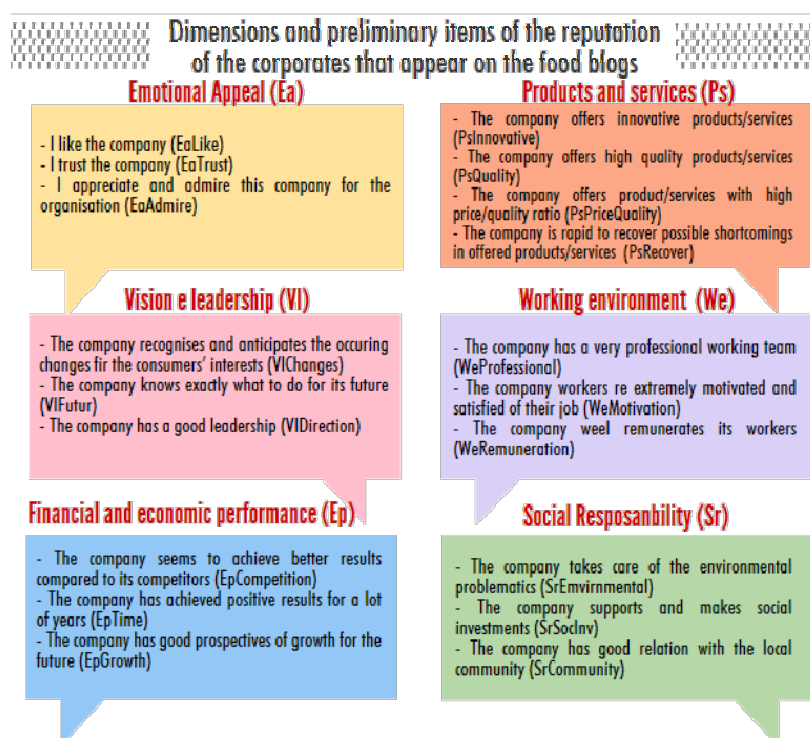 Dimensions and preliminary items of the reputation
of the corporates that appear on the food blogs
Emotional Appeal (Ea)
- I like the company (EaLike)
- I trust the company (EaTrust)
- I appreciate and admire this company for the
organisation (EaAdmire)
Products and services (Ps)
- The company offers innovative products/services
(PsInnovative)
- The company offers high quality products/services
(PsQuality)
- The company offers product/services with high
price/quality ratio (PsPriceQuality)
- The company is rapid to recover possible shortcomings
in offered products/services (PsRecover)
Vision e leadership (Vl)
- The company recognises and anticipates the occuring
changes fir the consumers' interests (VlChanges)
- The company knows exactly what to do for its future
(VlFutur)
- The company has a good leadership (VlDirection)
Working environment (We)
- The company has a very professional working team
(WeProfessional)
- The company workers re extremely motivated and
satisfied of their job (WeMotivation)
- The company weel remunerates its workers
(WeRemuneration)
Financial and economic performance (Ep)
- The company seems to achieve better results
compared to its competitors (EpCompetition)
- The company has achieved positive results for a lot
of years (EpTime)
- The company has good prospectives of growth for the
future (EpGrowth)
Social Resposanbility (Sr)
- The company takes care of the environmental
problematics (SrEmvirnmental)
- The company supports and makes social
investments (SrSocInv)
- The company has good relation with the local
community (SrCommunity)